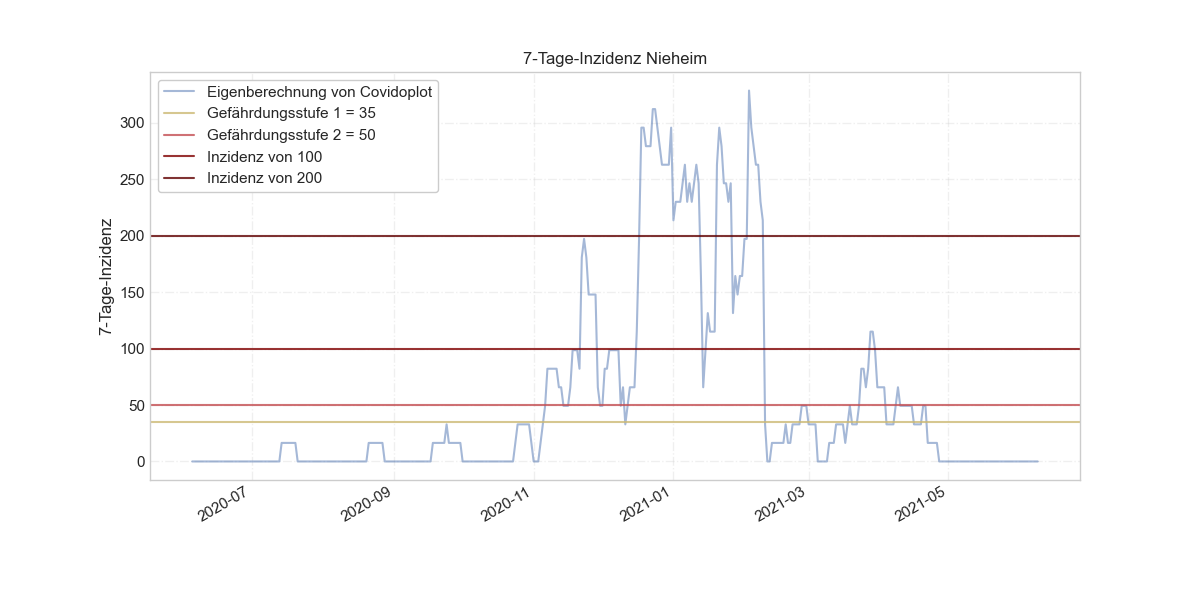 7-Tage-Inzidenz Nieheim
Eigenberechnung von Covidoplot
Gefährdungsstufe 1 = 35
Gefährdungsstufe 2 = 50
Inzidenz von 100
Inzidenz von 200
7-Tage-Inzidenz
300
250
200
150
100
50
0
2020-07
2020-09
2020-11
2021-01
2021-03
2021-05